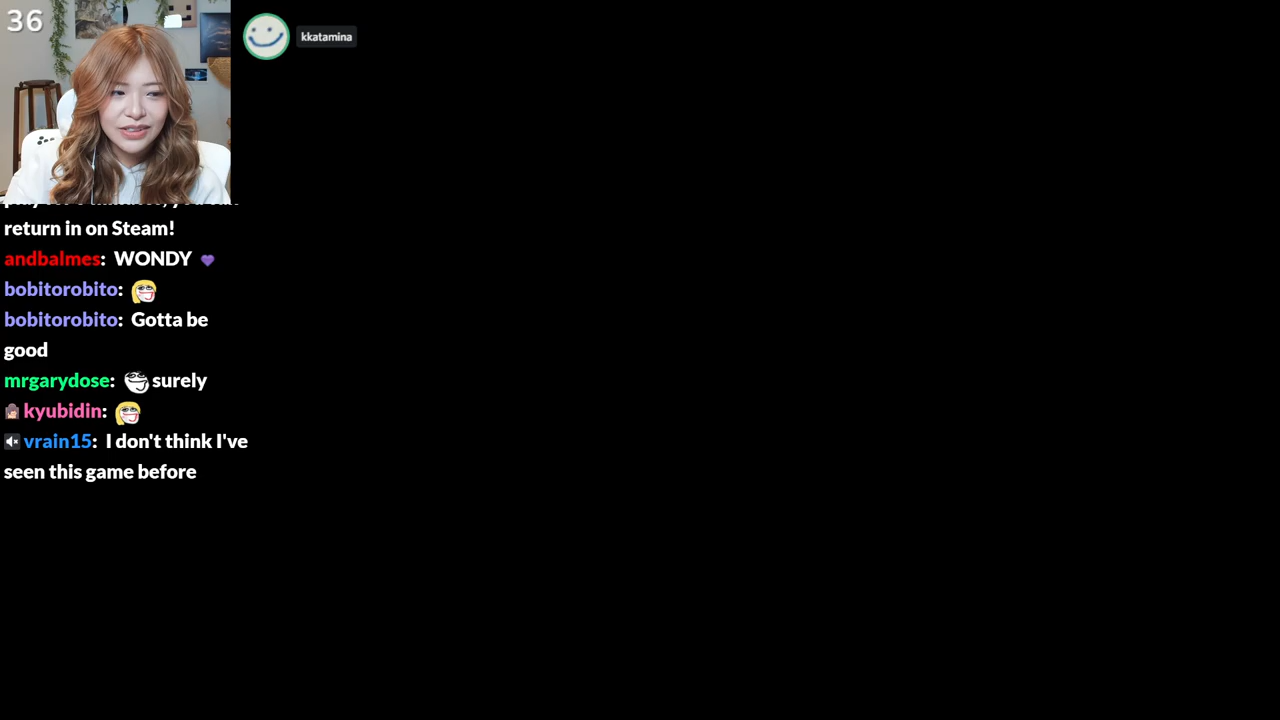 36
kkatamina
return in on Steam!
andbalmes: WONDY
bobitorobito:
bobitorobito: Gotta be
good
mrgarydose: surely
kyubidin:
vrain15: I don't think I've
seen this game before